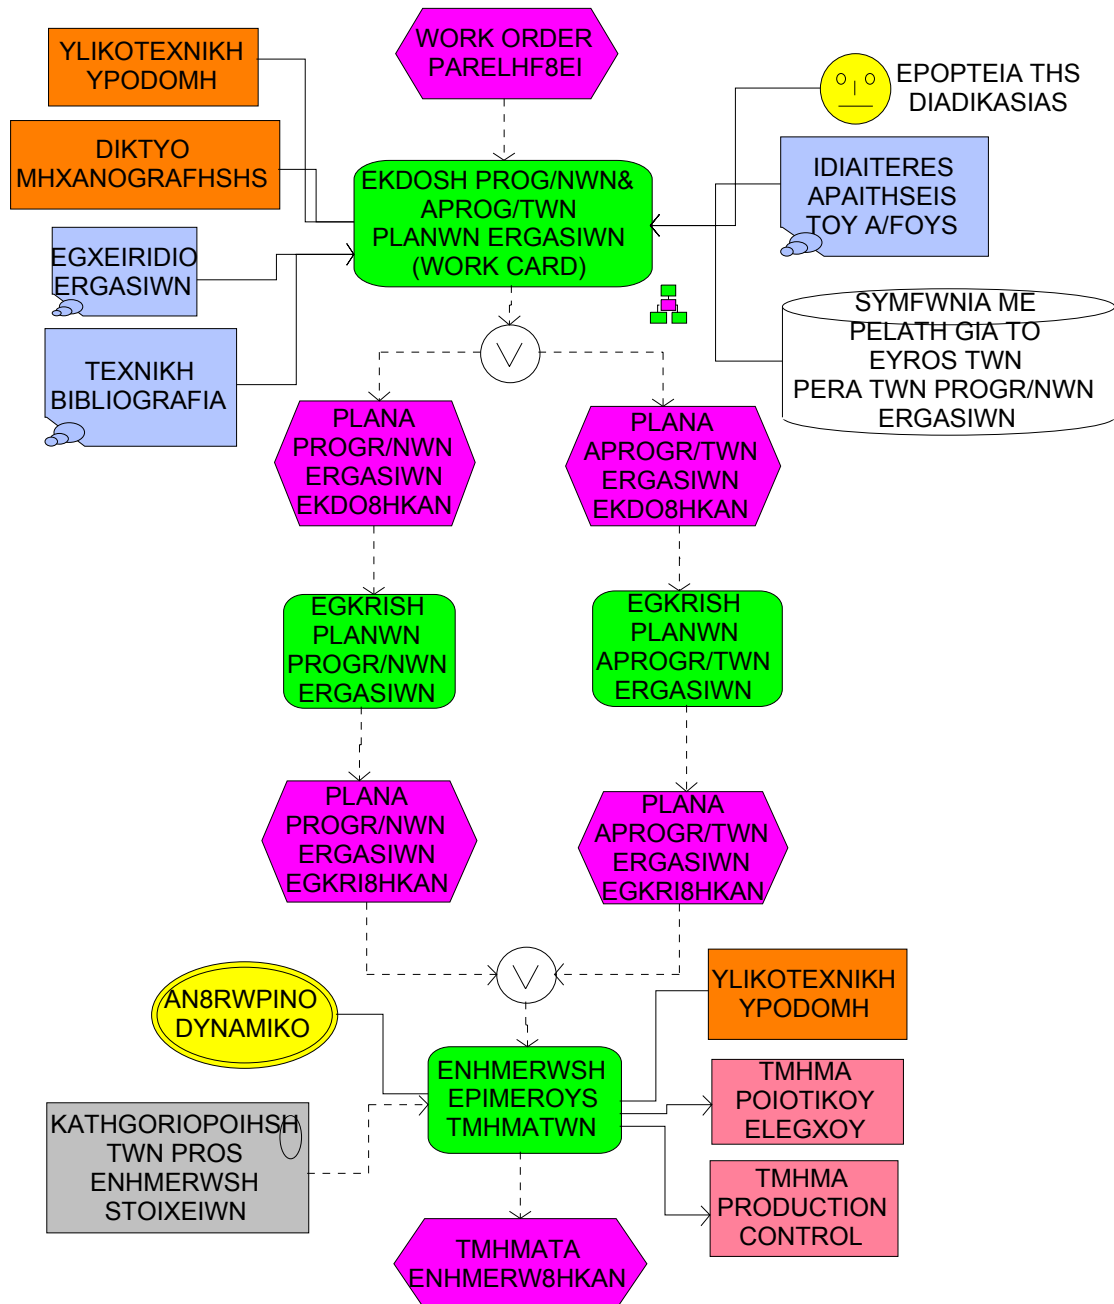 WORK ORDER
PARELHF8EI
YLIKOTEXNIKH
YPODOMH
EPOPTEIA THS
DIADIKASIAS
DIKTYO
MHXANOGRAFHSHS
EKDOSH PROG/NWN&
APROG/TWN
PLANWN ERGASIWN
(WORK CARD)
IDIAITERES
APAITHSEIS
TOY A/FOYS
EGXEIRIDIO
ERGASIWN
SYMFWNIA ME
PELATH GIA TO
EYROS TWN
PERA TWN PROGR/NWN
ERGASIWN
TEXNIKH
BIBLIOGRAFIA
V
PLANA
PROGR/NWN
ERGASIWN
EKDO8HKAN
PLANA
APROGR/TWN
ERGASIWN
EKDO8HKAN
EGKRISH
PLANWN
PROGR/NWN
ERGASIWN
EGKRISH
PLANWN
APROGR/TWN
ERGASIWN
PLANA
PROGR/NWN
ERGASIWN
EGKRI8HKAN
PLANA
APROGR/TWN
ERGASIWN
EGKRI8HKAN
V
AN8RWPINO
DYNAMIKO
YLIKOTEXNIKH
YPODOMH
ENHMERWSH
EPIMEROYS
TMHMATWN
TMHMA
POIOTIKOY
ELEGXOY
KATHGORIOPOIHSH
TWN PROS
ENHMERWSH
STOIXEIWN
TMHMA
PRODUCTION
CONTROL
TMHMATA
ENHMERW8HKAN